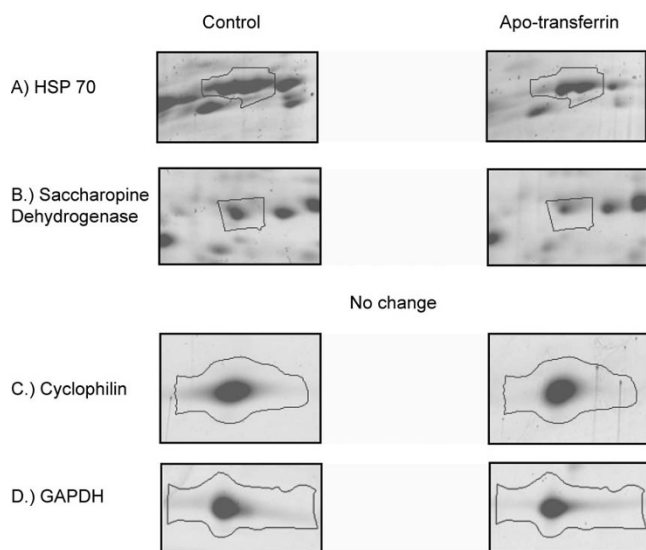 Control Apo-transferrin
A) HSP 70
B.) Saccharopine
Dehydrogenase
No change
C.) Cyclophilin
D.) GAPDH